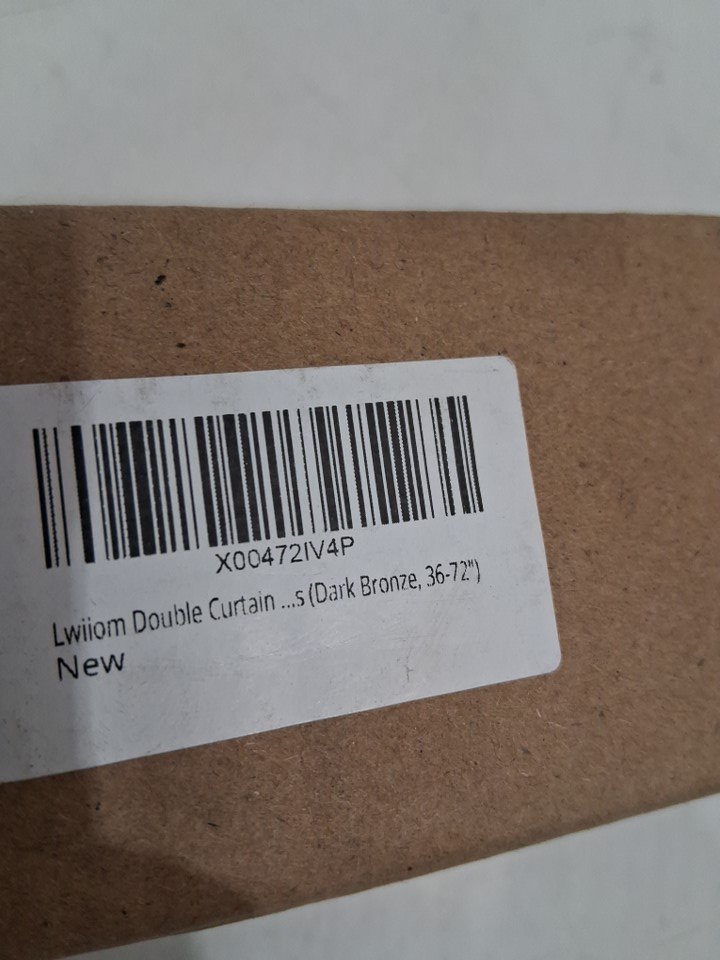 X00472IV4P
Lwiiom Double Curtain ...s (Dark Bronze, 36-72")
New